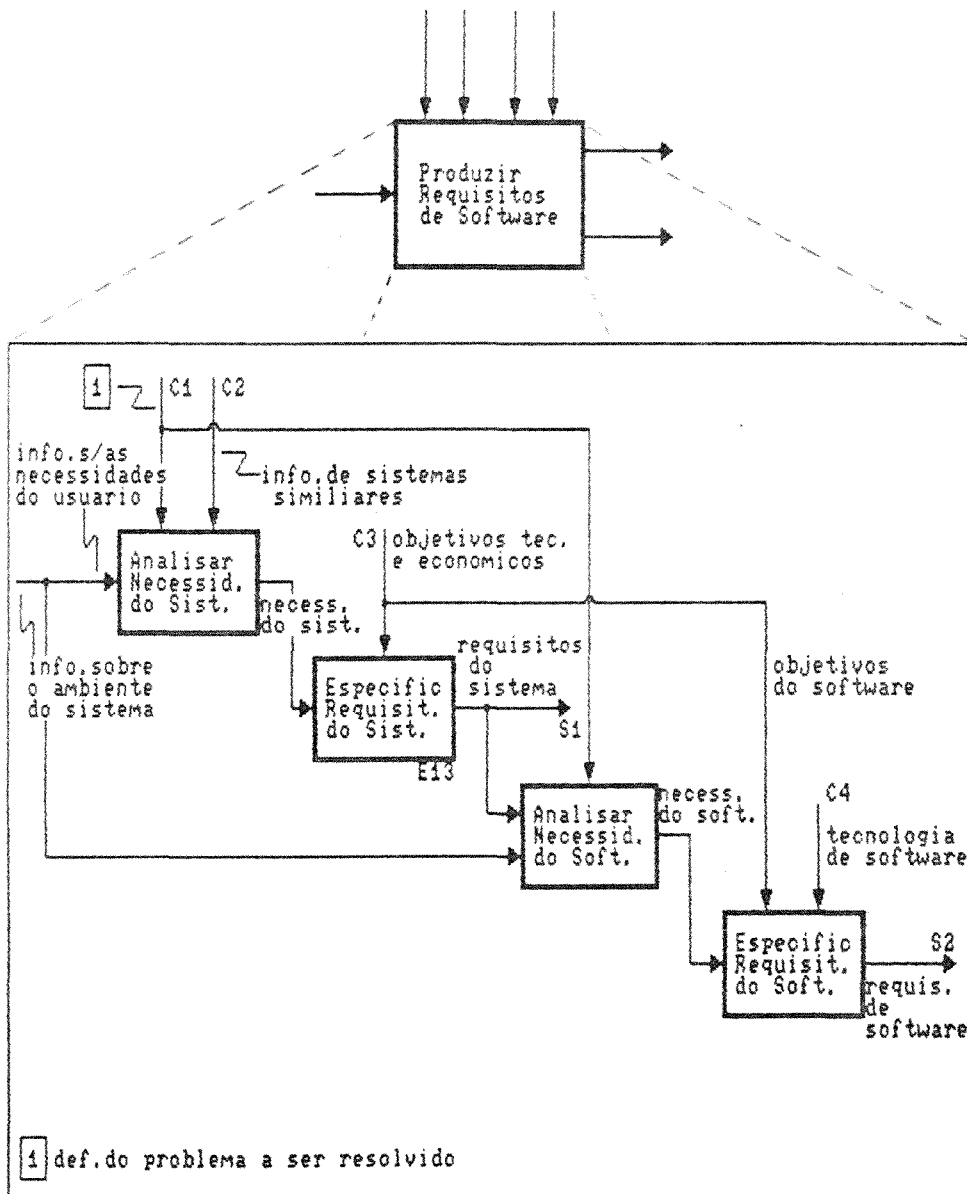 Produzir
Requisitos
de Software
1
C1
C2
info.s/as
necessidades
do usuario
info.de sistemas
similiares
C3
objetivos tec.
e economicos
Analisar
Necessid.
do Sist.
necess.
do sist.
info.sobre
o ambiente
do sistema
Especific
Requisit.
do Sist.
E13
requisitos
do
sistema
S1
objetivos
do software
Analisar
Necessid.
do Soft.
necess.
do soft.
C4
tecnologia
de software
Especific
Requisit.
do Soft.
S2
requis.
de
software
1 def.do problema a ser resolvido